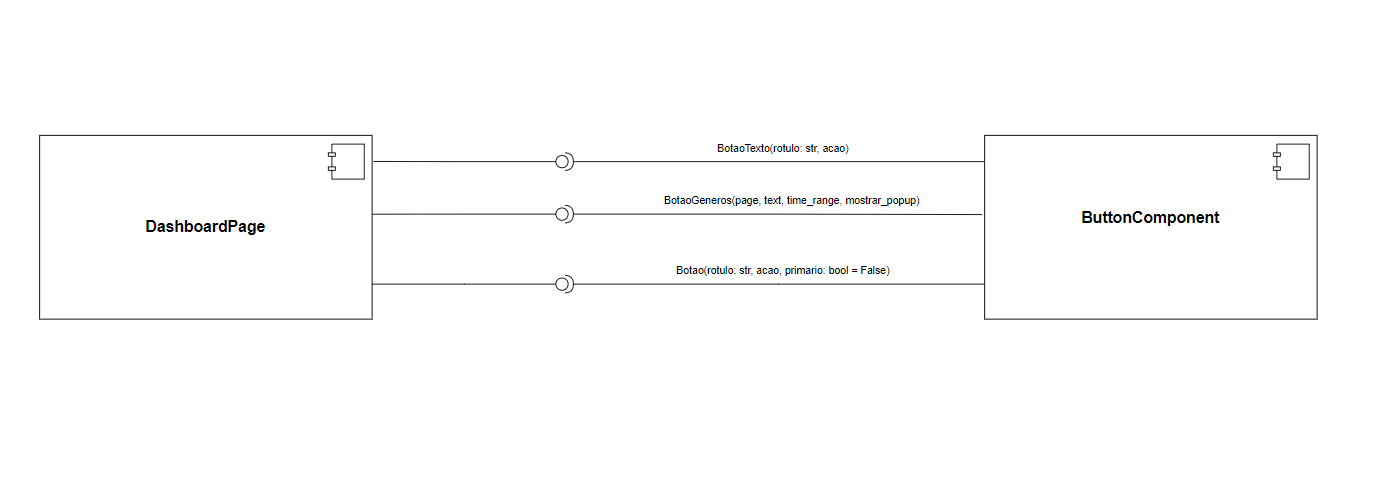 BotaoTexto(rotulo: str, acao)
BotaoGeneros(page, text, time_range, mostrar_popup)
DashboardPage
ButtonComponent
Botao(rotulo: str, acao, primario: bool = False)